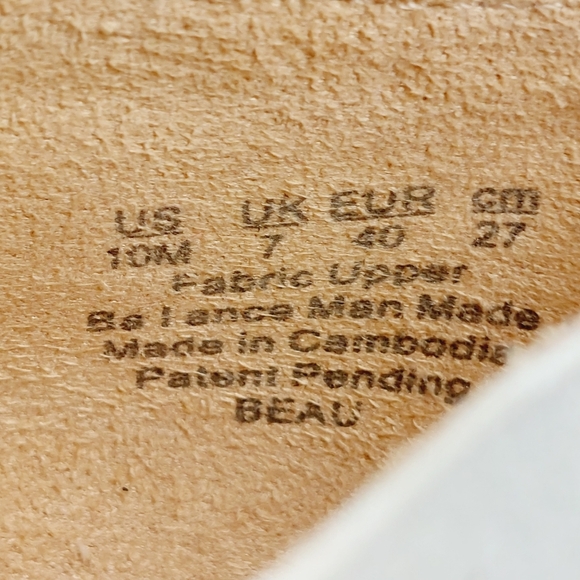 US UK EUR cm
10M 7 40 27
Fabric Upper
Balance Man Made
Made in Cambodia
Patent Pending
BEAU